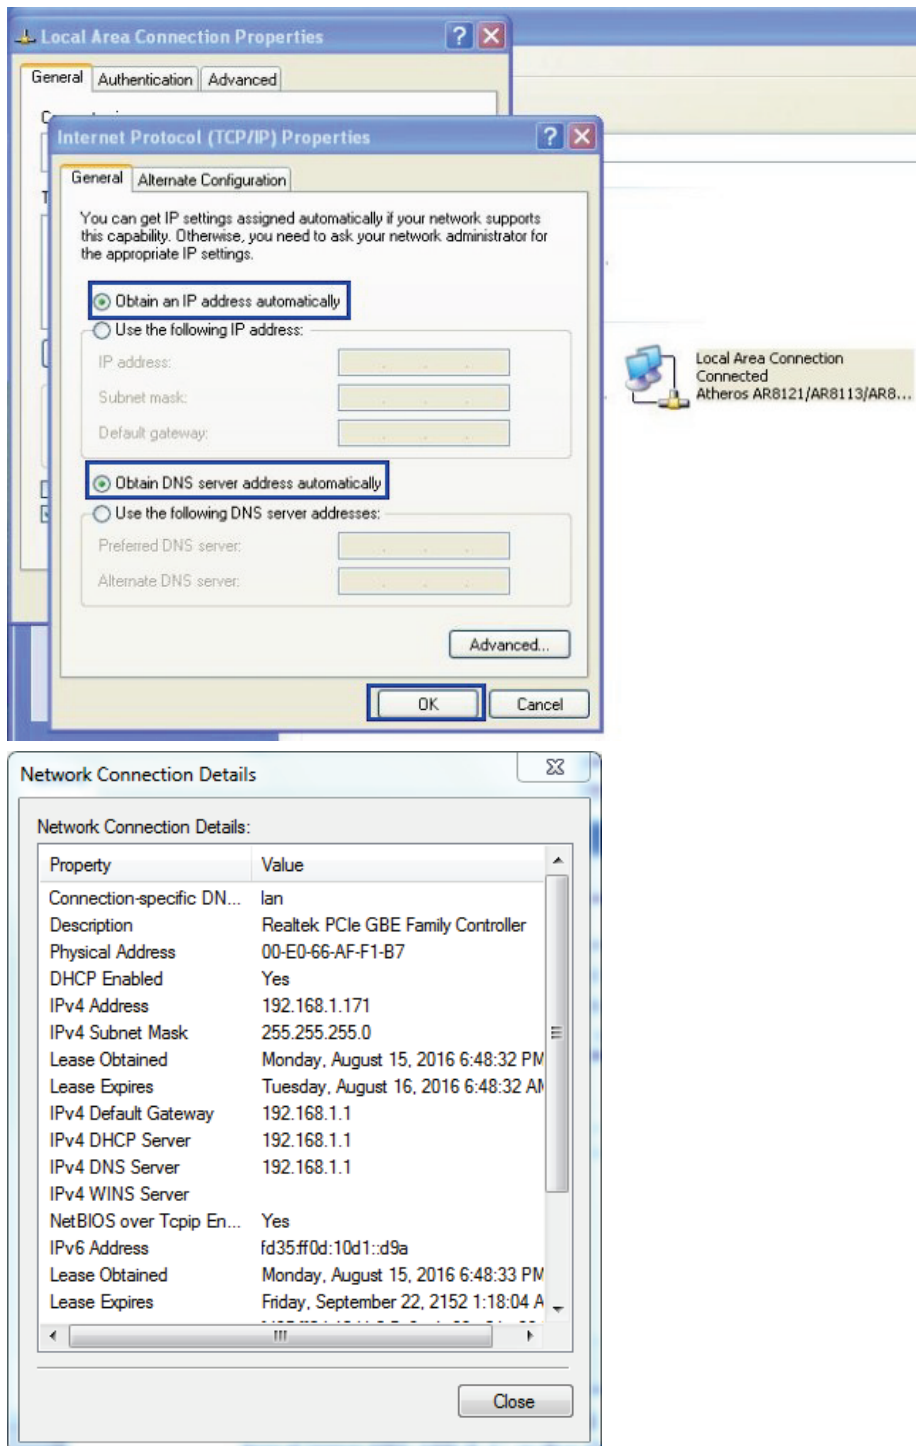 Local Area Connection Properties
General Authentication Advanced
Internet Protocol (TCP/IP) Properties
General Alternate Configuration
You can get IP settings assigned automatically if your network supports
this capability. Otherwise, you need to ask your network administrator for
the appropriate IP settings.
Obtain an IP address automatically
Use the following IP address:
IP address:
Subnet mask:
Default gateway:
Obtain DNS server address automatically
Use the following DNS server addresses:
Preferred DNS server:
Alternate DNS server:
Advanced...
OK Cancel
Local Area Connection
Connected
Atheros AR8121/AR8113/AR8...
Network Connection Details
Network Connection Details:
Property Value
Connection-specific DN... lan
Description Realtek PCIe GBE Family Controller
Physical Address 00-E0-66-AF-F1-B7
DHCP Enabled Yes
IPv4 Address 192.168.1.171
IPv4 Subnet Mask 255.255.255.0
Lease Obtained Monday, August 15, 2016 6:48:32 PM
Lease Expires Tuesday, August 16, 2016 6:48:32 AM
IPv4 Default Gateway 192.168.1.1
IPv4 DHCP Server 192.168.1.1
IPv4 DNS Server 192.168.1.1
IPv4 WINS Server
NetBIOS over Tcpip En... Yes
IPv6 Address fd35:ff0d:10d1::d9a
Lease Obtained Monday, August 15, 2016 6:48:33 PM
Lease Expires Friday, September 22, 2152 1:18:04 A
Close